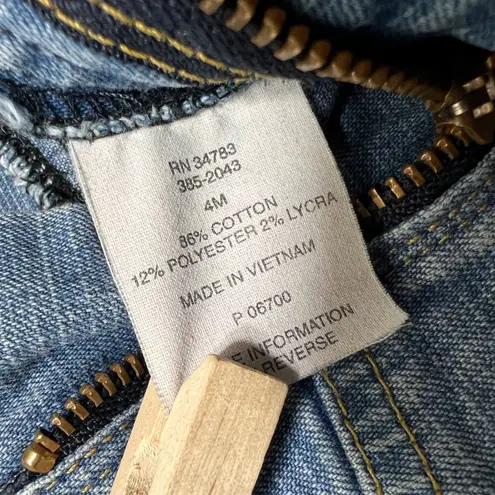 RN 34783
385-2043
4M
86% COTTON
12% POLYESTER 2% LYCRA
MADE IN VIETNAM
P 06700
INFORMATION
REVERSE